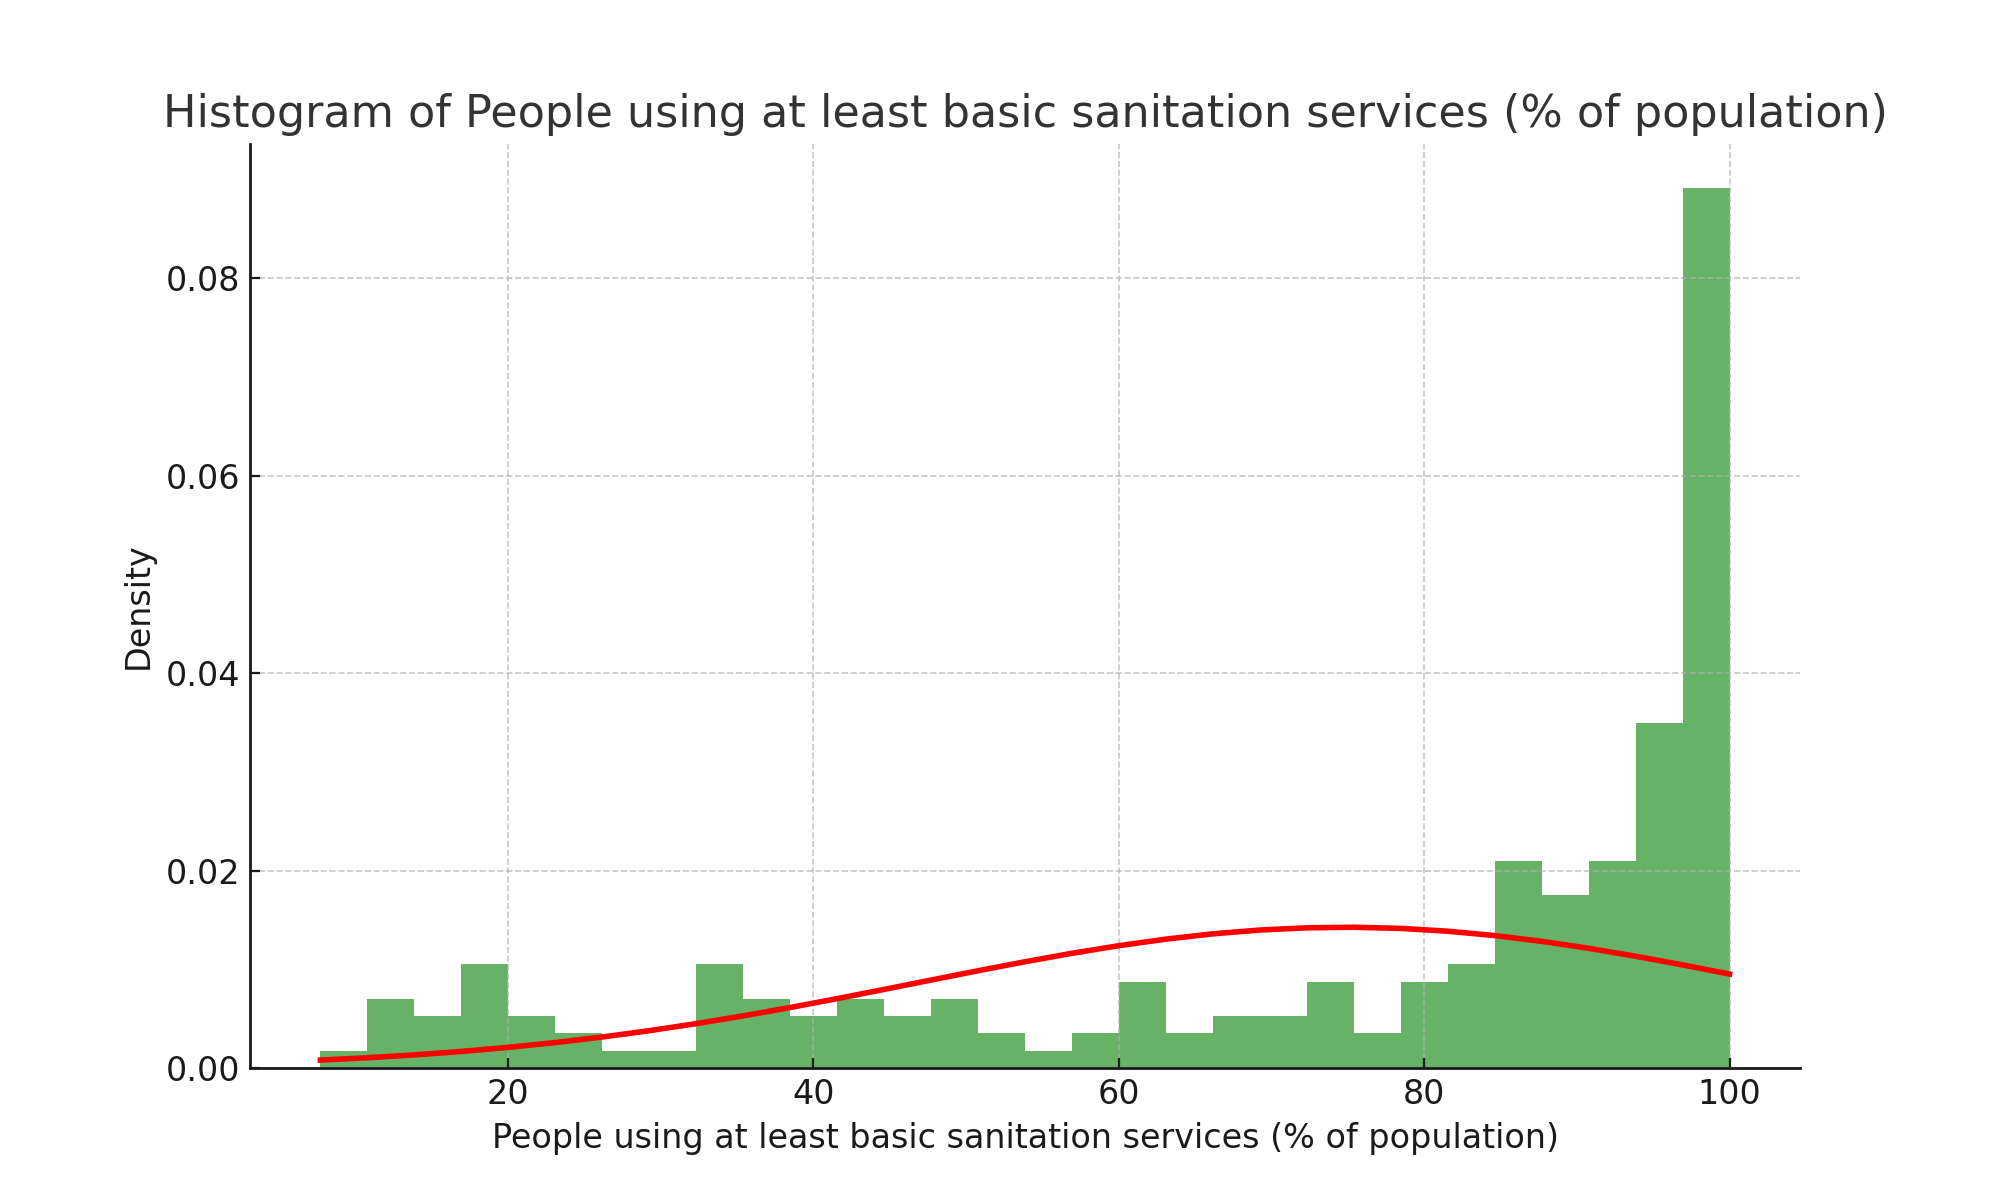 Histogram of People using at least basic sanitation services (% of population)
0.08
0.06
0.04
0.02
0.00
Density
20 40 60 80 100
People using at least basic sanitation services (% of population)